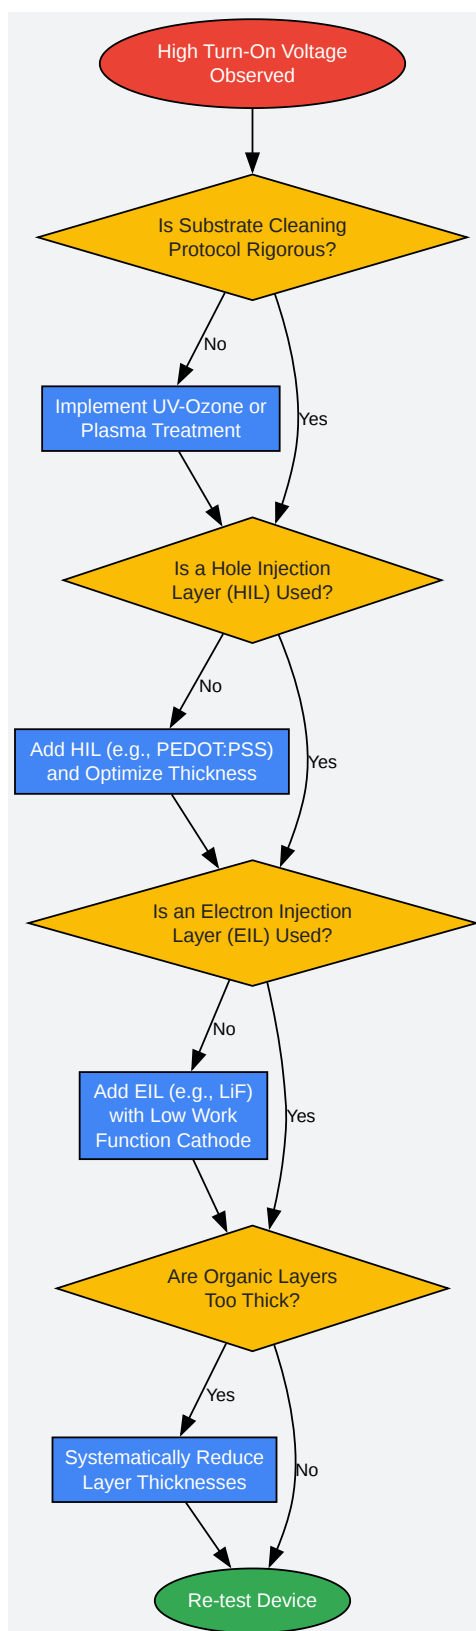 High Turn-On Voltage
Observed
Is Substrate Cleaning
Protocol Rigorous?
No
Yes
Implement UV-Ozone or
Plasma Treatment
Is a Hole Injection
Layer (HIL) Used?
No
Yes
Add HIL (e.g., PEDOT:PSS)
and Optimize Thickness
Is an Electron Injection
Layer (EIL) Used?
No
Yes
Add EIL (e.g., LiF)
with Low Work
Function Cathode
Are Organic Layers
Too Thick?
Yes
No
Systematically Reduce
Layer Thicknesses
Re-test Device